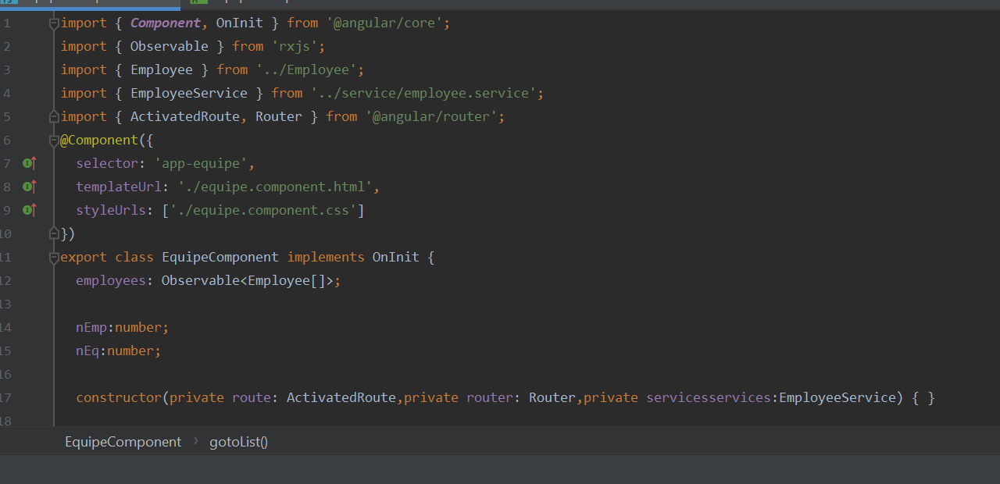 1 import { Component, OnInit } from '@angular/core';
2 import { Observable } from 'rxjs';
3 import { Employee } from '../Employee';
4 import { EmployeeService } from '../service/employee.service';
5 import { ActivatedRoute, Router } from '@angular/router';
6 @Component({
7 selector: 'app-equipe',
8 templateUrl: './equipe.component.html',
9 styleUrls: ['./equipe.component.css']
10 })
11 export class EquipeComponent implements OnInit {
12 employees: Observable<Employee[]>;
13
14 nEmp:number;
15 nEq:number;
16
17 constructor(private route: ActivatedRoute,private router: Router,private servicesservices:EmployeeService) { }
18
EquipeComponent › gotoList()